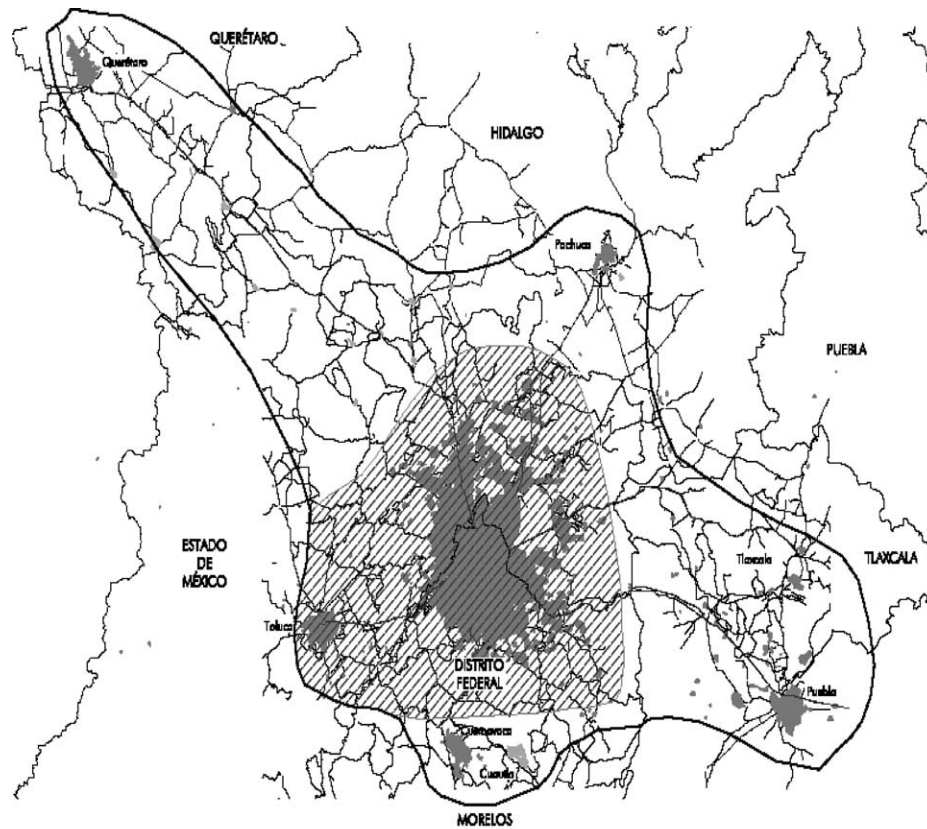 QUERÉTARO
Querétaro
HIDALGO
Pachuca
PUEBLA
ESTADO
DE
MÉXICO
Tlaxcala
TLAXCALA
Toluca
DISTRITO
FEDERAL
Puebla
Cuernavaca
Cuautla
MORELOS